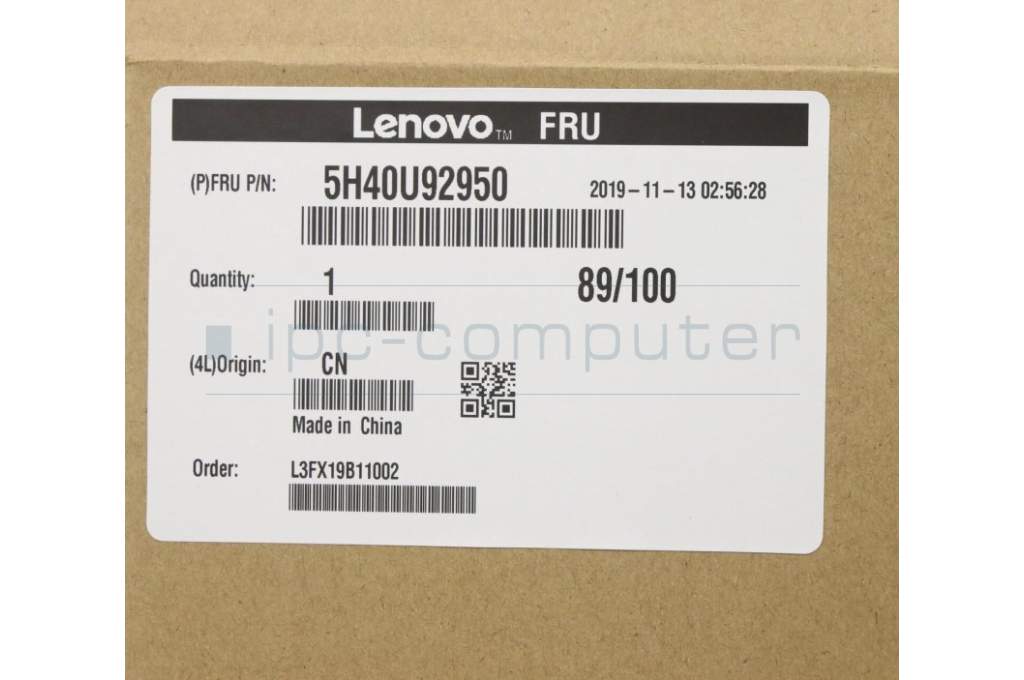 Lenovo™ FRU
(P)FRU P/N: 5H40U92950 2019-11-13 02:56:28
Quantity: 1 89/100
ipc-computer
(4L)Origin: CN
Made in China
Order: L3FX19B11002